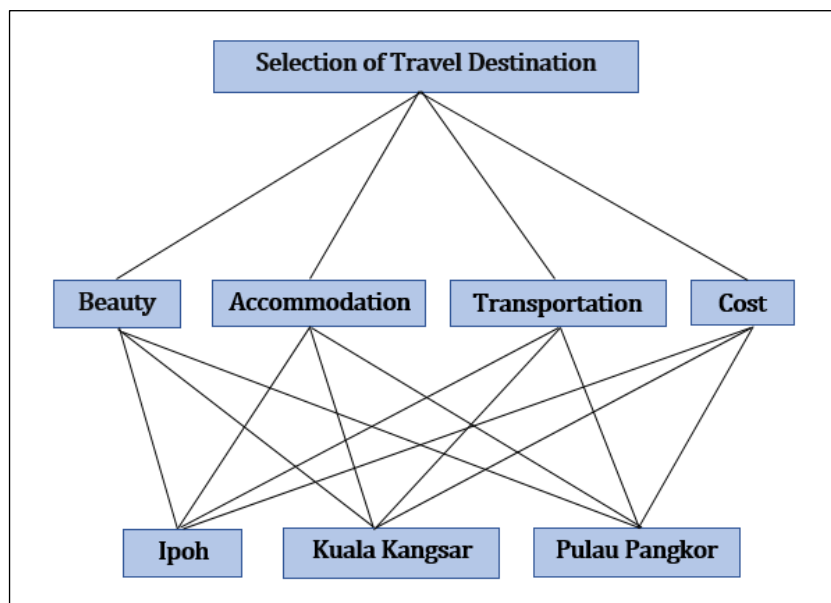 Selection of Travel Destination
Beauty
Accommodation
Transportation
Cost
Ipoh
Kuala Kangsar
Pulau Pangkor